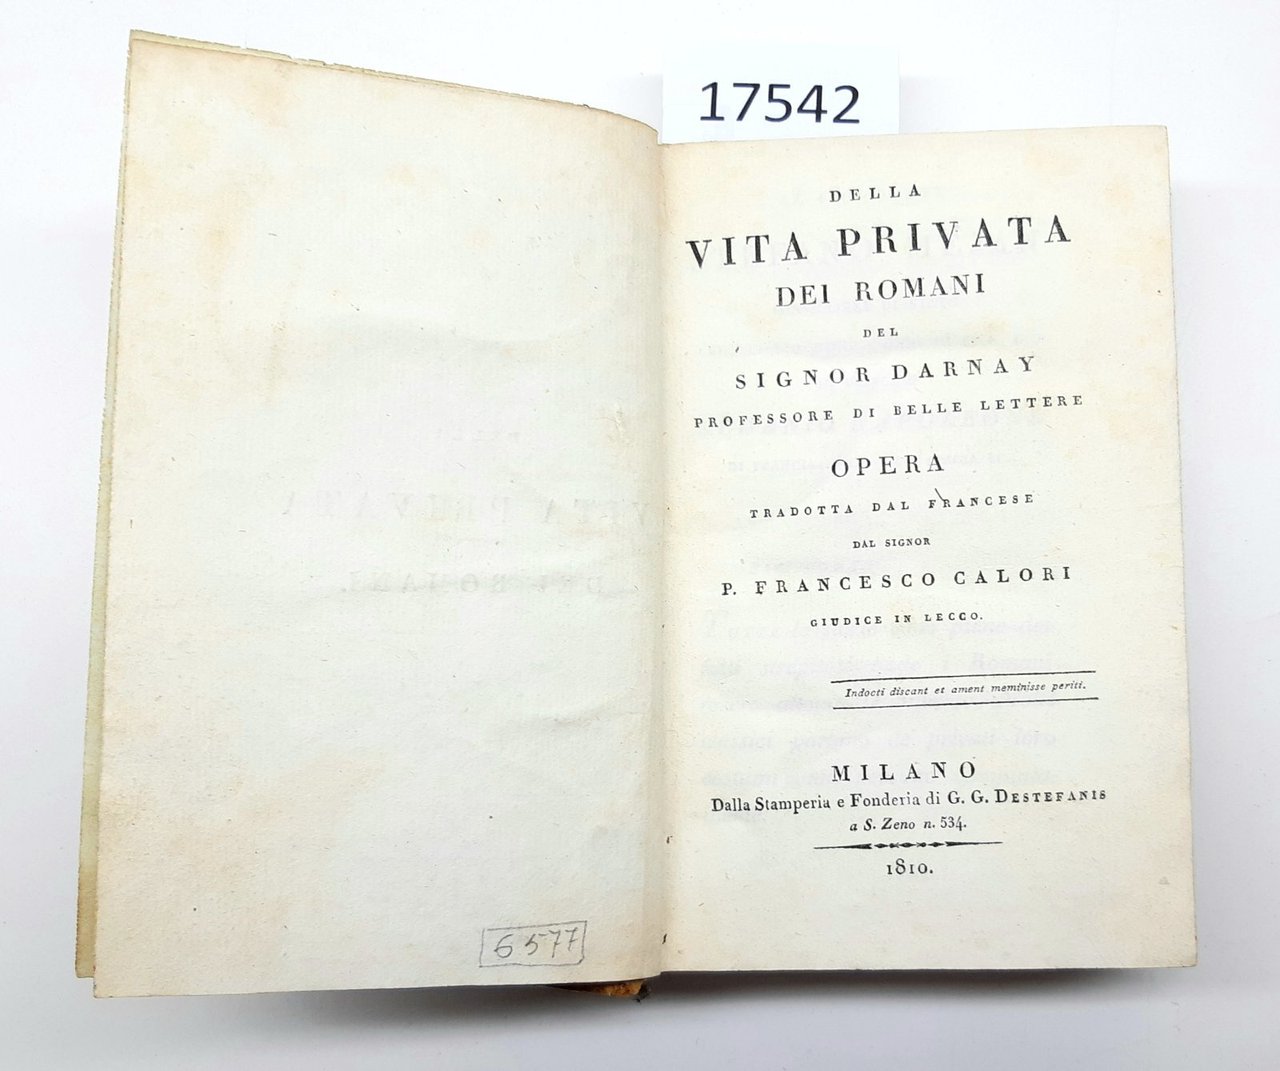 17542
DELLA
VITA PRIVATA
DEI ROMANI
DEL
SIGNOR DARNAY
PROFESSORE DI BELLE LETTERE
OPERA
TRADOTTA DAL FRANCESE
DAL SIGNOR
P. FRANCESCO CALORI
GIUDICE IN LECCO.
Indocti discant et ament meminisse periti.
MILANO
Dalla Stamperia e Fonderia di G. G. DESTEFANIS
a S. Zeno n. 534.
1810.
6577